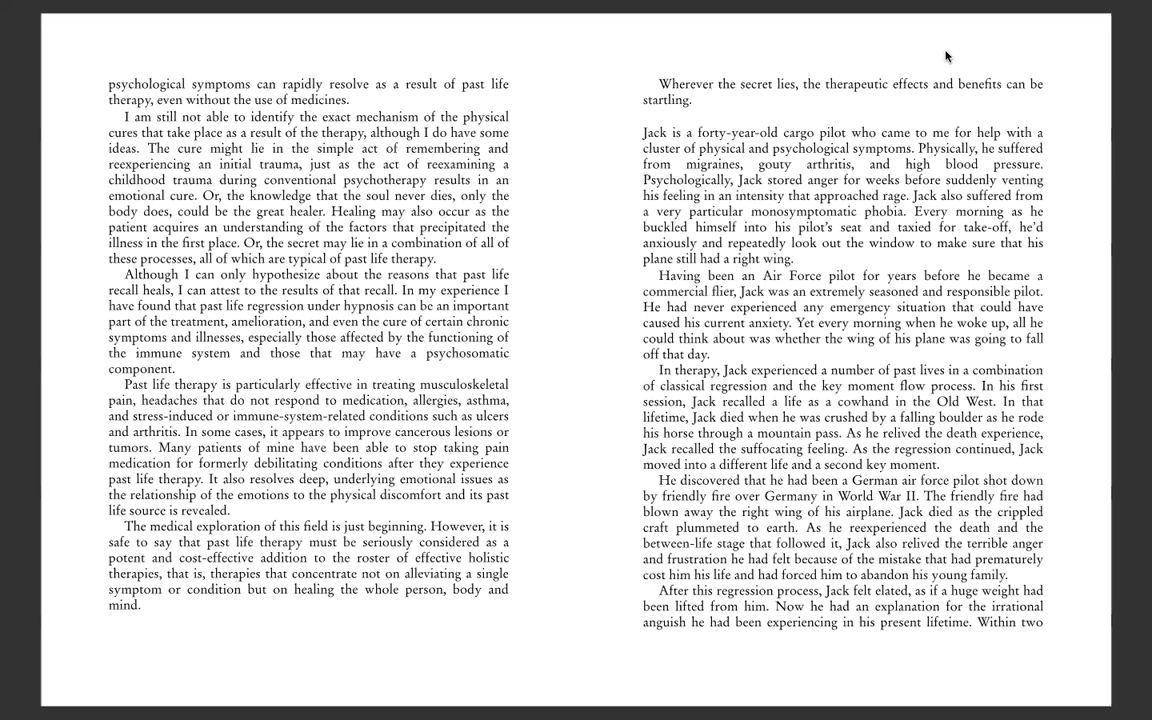 psychological symptoms can rapidly resolve as a result of past life
therapy, even without the use of medicines.
I am still not able to identify the exact mechanism of the physical
cures that take place as a result of the therapy, although I do have some
ideas. The cure might lie in the simple act of remembering and
reexperiencing an initial trauma, just as the act of reexamining a
childhood trauma during conventional psychotherapy results in an
emotional cure. Or, the knowledge that the soul never dies, only the
body does, could be the great healer. Healing may also occur as the
patient acquires an understanding of the factors that precipitated the
illness in the first place. Or, the secret may lie in a combination of all of
these processes, all of which are typical of past life therapy.
Although I can only hypothesize about the reasons that past life
recall heals, I can attest to the results of that recall. In my experience I
have found that past life regression under hypnosis can be an important
part of the treatment, amelioration, and even the cure of certain chronic
symptoms and illnesses, especially those affected by the functioning of
the immune system and those that may have a psychosomatic
component.
Past life therapy is particularly effective in treating musculoskeletal
pain, headaches that do not respond to medication, allergies, asthma,
and stress-induced or immune-system-related conditions such as ulcers
and arthritis. In some cases, it appears to improve cancerous lesions or
tumors. Many patients of mine have been able to stop taking pain
medication for formerly debilitating conditions after they experience
past life therapy. It also resolves deep, underlying emotional issues as
the relationship of the emotions to the physical discomfort and its past
life source is revealed.
The medical exploration of this field is just beginning. However, it is
safe to say that past life therapy must be seriously considered as a
potent and cost-effective addition to the roster of effective holistic
therapies, that is, therapies that concentrate not on alleviating a single
symptom or condition but on healing the whole person, body and
mind.
Wherever the secret lies, the therapeutic effects and benefits can be
startling.
Jack is a forty-year-old cargo pilot who came to me for help with a
cluster of physical and psychological symptoms. Physically, he suffered
from migraines, gouty arthritis, and high blood pressure.
Psychologically, Jack stored anger for weeks before suddenly venting
his feeling in an intensity that approached rage. Jack also suffered from
a very particular monosymptomatic phobia. Every morning as he
buckled himself into his pilot's seat and taxied for take-off, he'd
anxiously and repeatedly look out the window to make sure that his
plane still had a right wing.
Having been an Air Force pilot for years before he became a
commercial flier, Jack was an extremely seasoned and responsible pilot.
He had never experienced any emergency situation that could have
caused his current anxiety. Yet every morning when he woke up, all he
could think about was whether the wing of his plane was going to fall
off that day.
In therapy, Jack experienced a number of past lives in a combination
of classical regression and the key moment flow process. In his first
session, Jack recalled a life as a cowhand in the Old West. In that
lifetime, Jack died when he was crushed by a falling boulder as he rode
his horse through a mountain pass. As he relived the death experience,
Jack recalled the suffocating feeling. As the regression continued, Jack
moved into a different life and a second key moment.
He discovered that he had been a German air force pilot shot down
by friendly fire over Germany in World War II. The friendly fire had
blown away the right wing of his airplane. Jack died as the crippled
craft plummeted to earth. As he reexperienced the death and the
between-life stage that followed it, Jack also relived the terrible anger
and frustration he had felt because of the mistake that had prematurely
cost him his life and had forced him to abandon his young family.
After this regression process, Jack felt elated, as if a huge weight had
been lifted from him. Now he had an explanation for the irrational
anguish he had been experiencing in his present lifetime. Within two